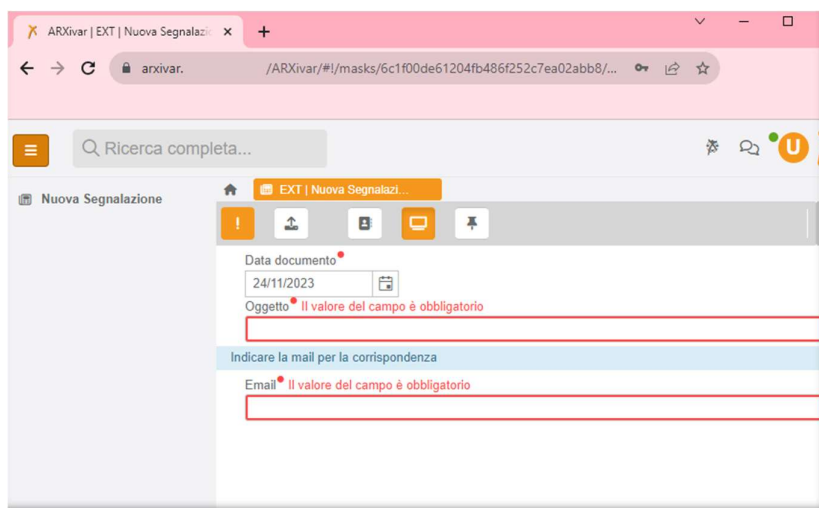 ARXivar | EXT | Nuova Segnalazio
arxivar. /ARXivar/#!/masks/6c1f00de61204fb486f252c7ea02abb8/...
Ricerca completa...
U
Nuova Segnalazione
EXT | Nuova Segnalazi...
Data documento
24/11/2023
Oggetto Il valore del campo è obbligatorio
Indicare la mail per la corrispondenza
Email Il valore del campo è obbligatorio